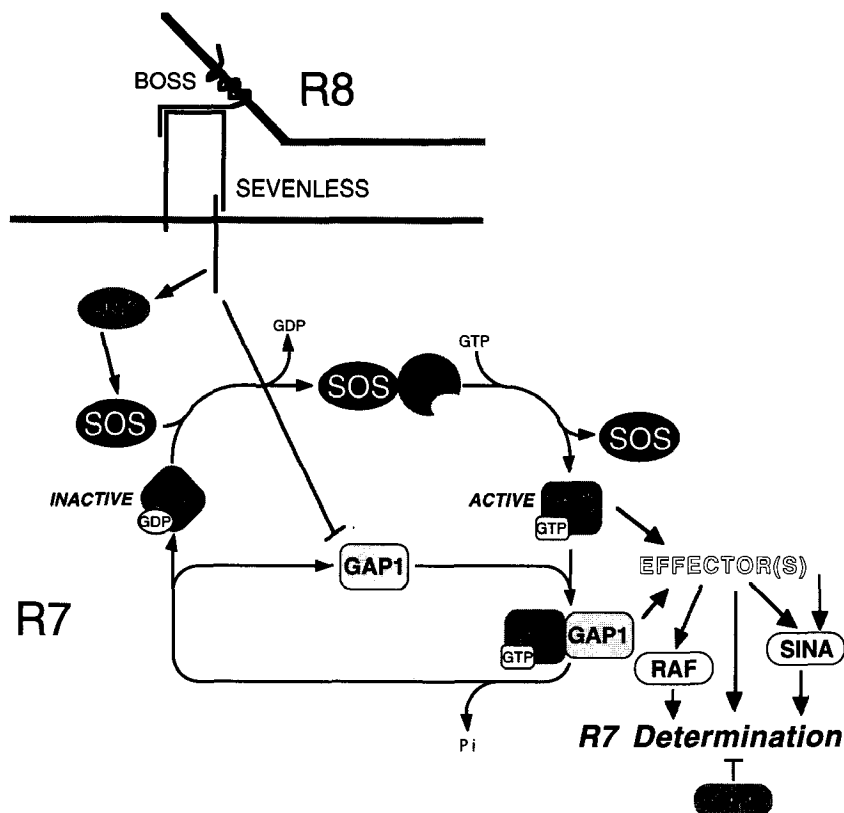 BOSS
R8
SEVENLESS
GDP
GTP
SOS
SOS
SOS
INACTIVE
GDP
ACTIVE
GTP
GAP1
EFFECTOR(S)
R7
GTP
GAP1
RAF
SINA
Pi
R7 Determination